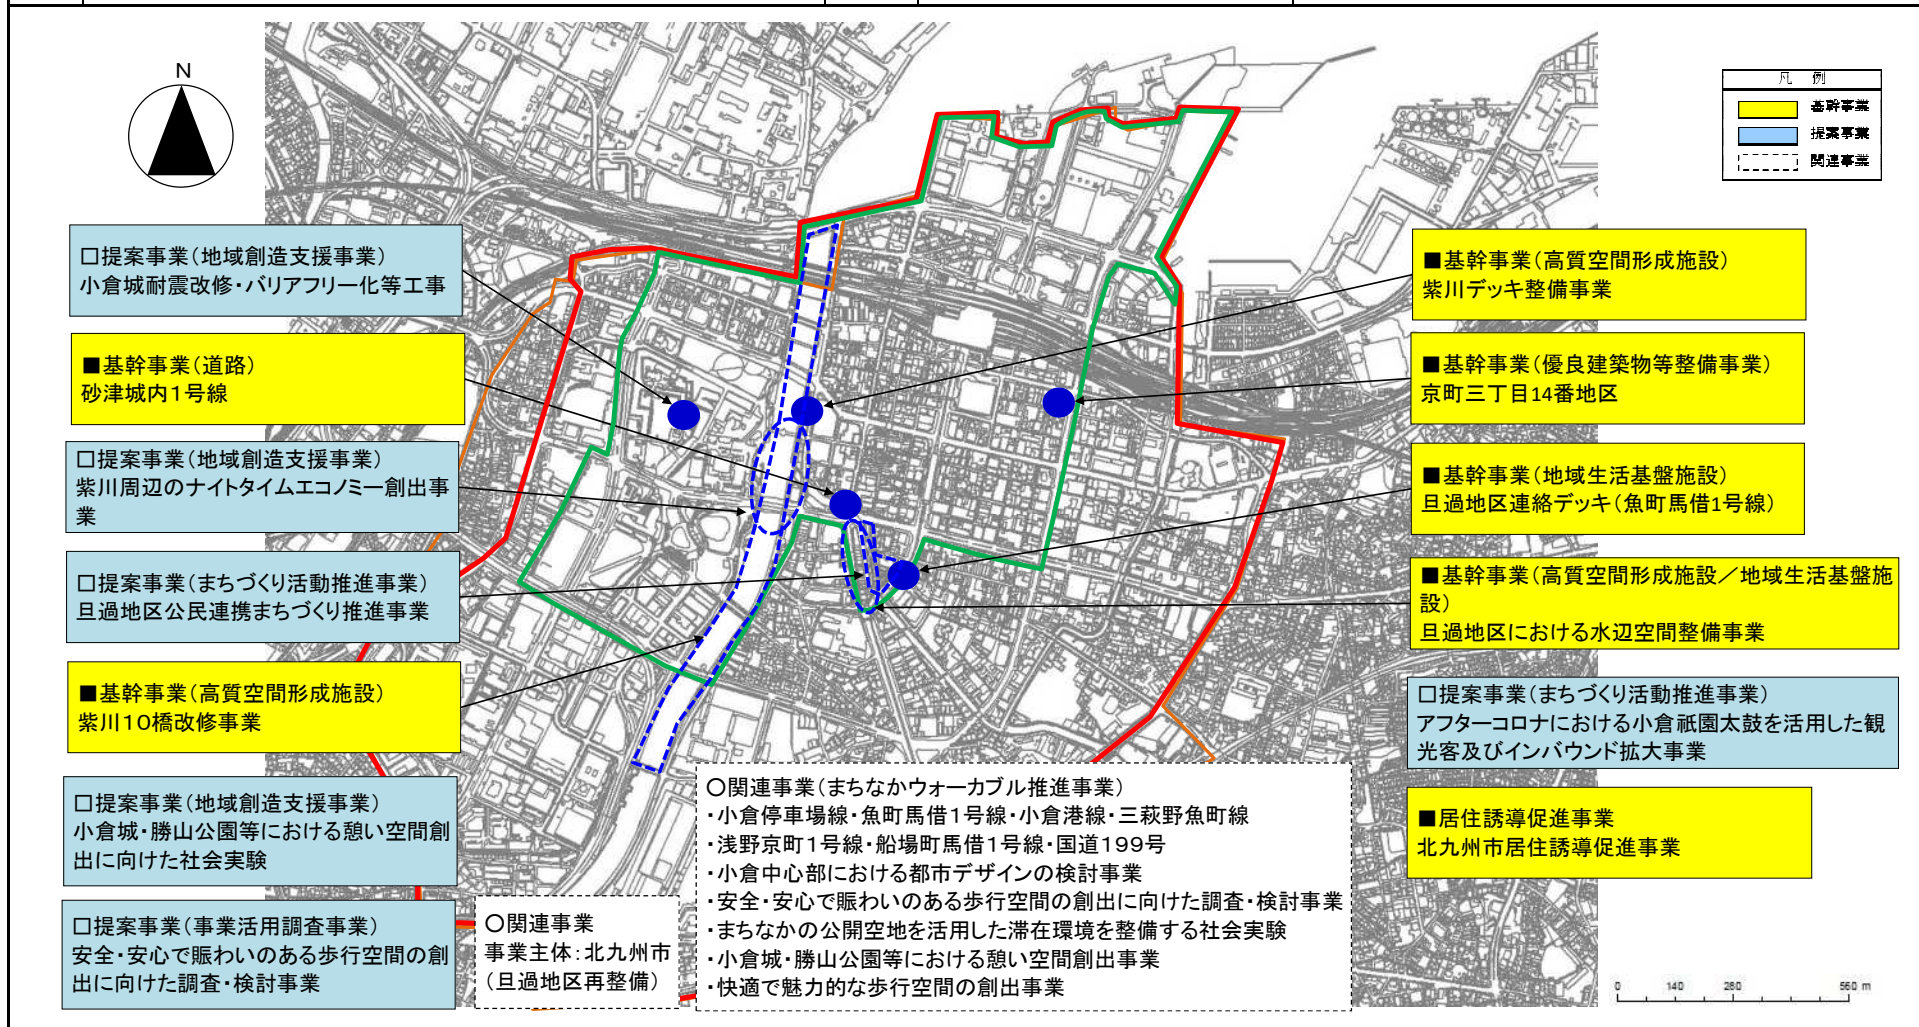 N
凡 例
基幹事業
提案事業
関連事業
□提案事業(地域創造支援事業)
小倉城耐震改修・バリアフリー化等工事
■基幹事業(道路)
砂津城内1号線
□提案事業(地域創造支援事業)
紫川周辺のナイトタイムエコノミー創出事
業
□提案事業(まちづくり活動推進事業)
旦過地区公民連携まちづくり推進事業
■基幹事業(高質空間形成施設)
紫川10橋改修事業
□提案事業(地域創造支援事業)
小倉城・勝山公園等における憩い空間創
出に向けた社会実験
□提案事業(事業活用調査事業)
安全・安心で賑わいのある歩行空間の創
出に向けた調査・検討事業
○関連事業
事業主体:北九州市
(旦過地区再整備)
○関連事業(まちなかウォーカブル推進事業)
・小倉停車場線・魚町馬借1号線・小倉港線・三萩野魚町線
・浅野京町1号線・船場町馬借1号線・国道199号
・小倉中心部における都市デザインの検討事業
・安全・安心で賑わいのある歩行空間の創出に向けた調査・検討事業
・まちなかの公開空地を活用した滞在環境を整備する社会実験
・小倉城・勝山公園等における憩い空間創出事業
・快適で魅力的な歩行空間の創出事業
■基幹事業(高質空間形成施設)
紫川デッキ整備事業
■基幹事業(優良建築物等整備事業)
京町三丁目14番地区
■基幹事業(地域生活基盤施設)
旦過地区連絡デッキ(魚町馬借1号線)
■基幹事業(高質空間形成施設/地域生活基盤施
設)
旦過地区における水辺空間整備事業
□提案事業(まちづくり活動推進事業)
アフターコロナにおける小倉祇園太鼓を活用した観
光客及びインバウンド拡大事業
■居住誘導促進事業
北九州市居住誘導促進事業
0 140 280 560 m